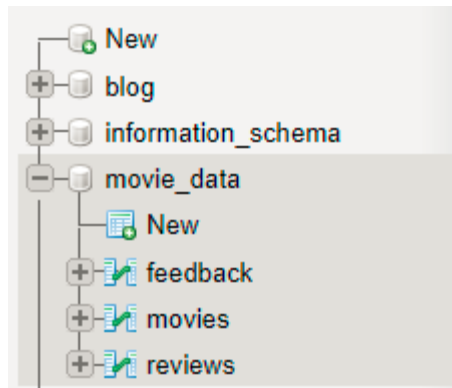 New
blog
information_schema
movie_data
New
feedback
movies
reviews